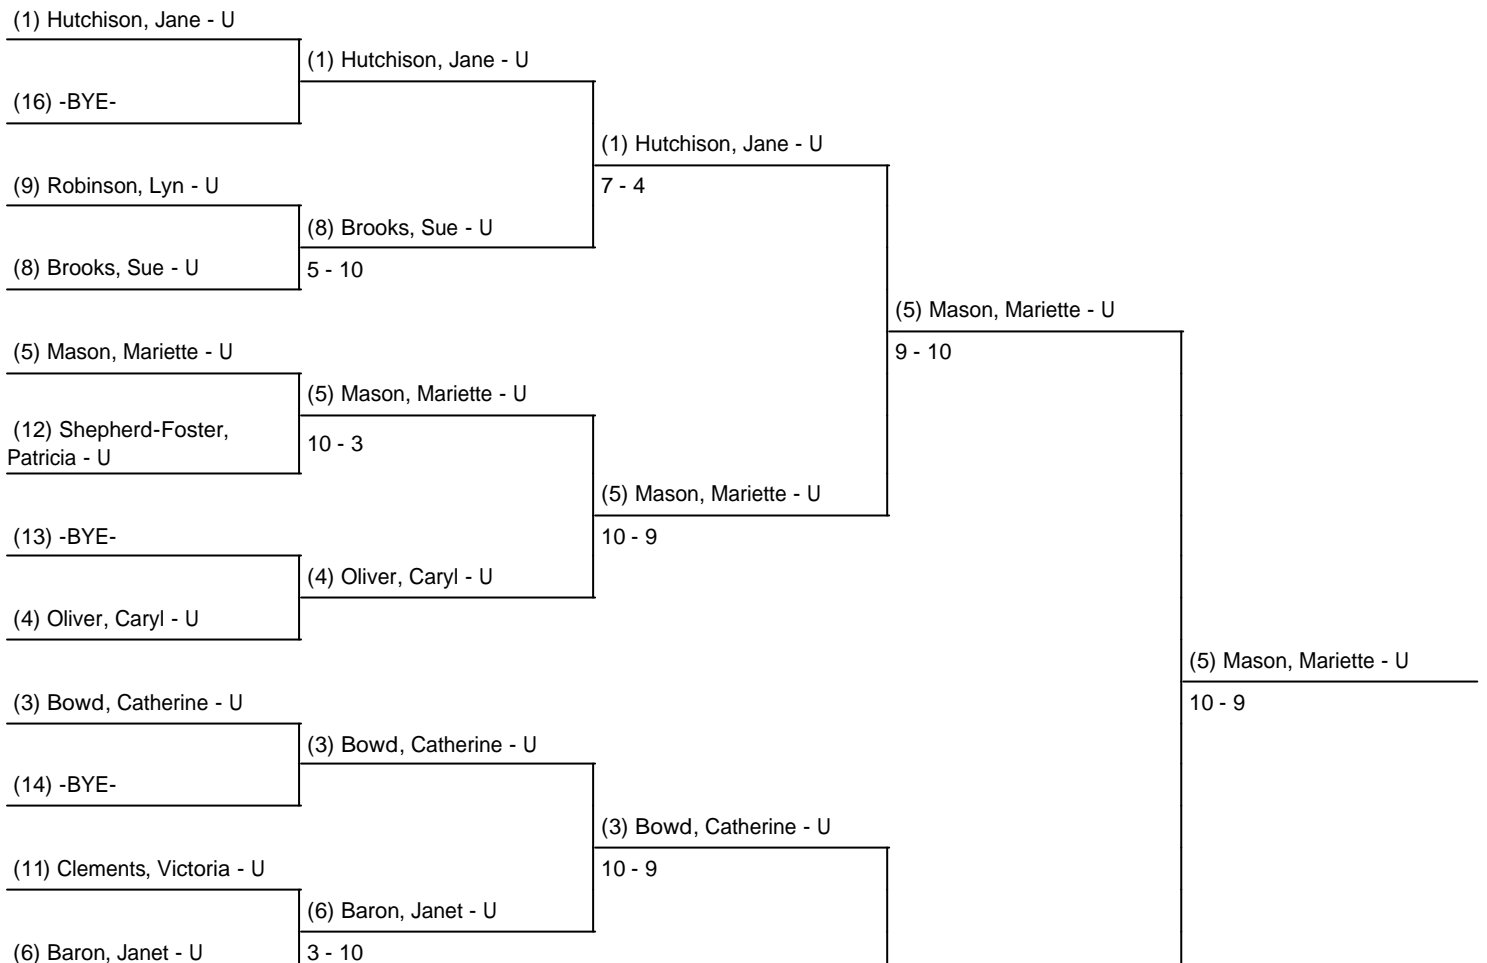 (1) Hutchison, Jane - U
(1) Hutchison, Jane - U
(16) -BYE-
(1) Hutchison, Jane - U
(9) Robinson, Lyn - U
7 - 4
(8) Brooks, Sue - U
(8) Brooks, Sue - U
5 - 10
(5) Mason, Mariette - U
(5) Mason, Mariette - U
9 - 10
(5) Mason, Mariette - U
(12) Shepherd-Foster,
Patricia - U
10 - 3
(5) Mason, Mariette - U
(13) -BYE-
10 - 9
(4) Oliver, Caryl - U
(4) Oliver, Caryl - U
(5) Mason, Mariette - U
(3) Bowd, Catherine - U
10 - 9
(3) Bowd, Catherine - U
(14) -BYE-
(3) Bowd, Catherine - U
(11) Clements, Victoria - U
10 - 9
(6) Baron, Janet - U
(6) Baron, Janet - U
3 - 10